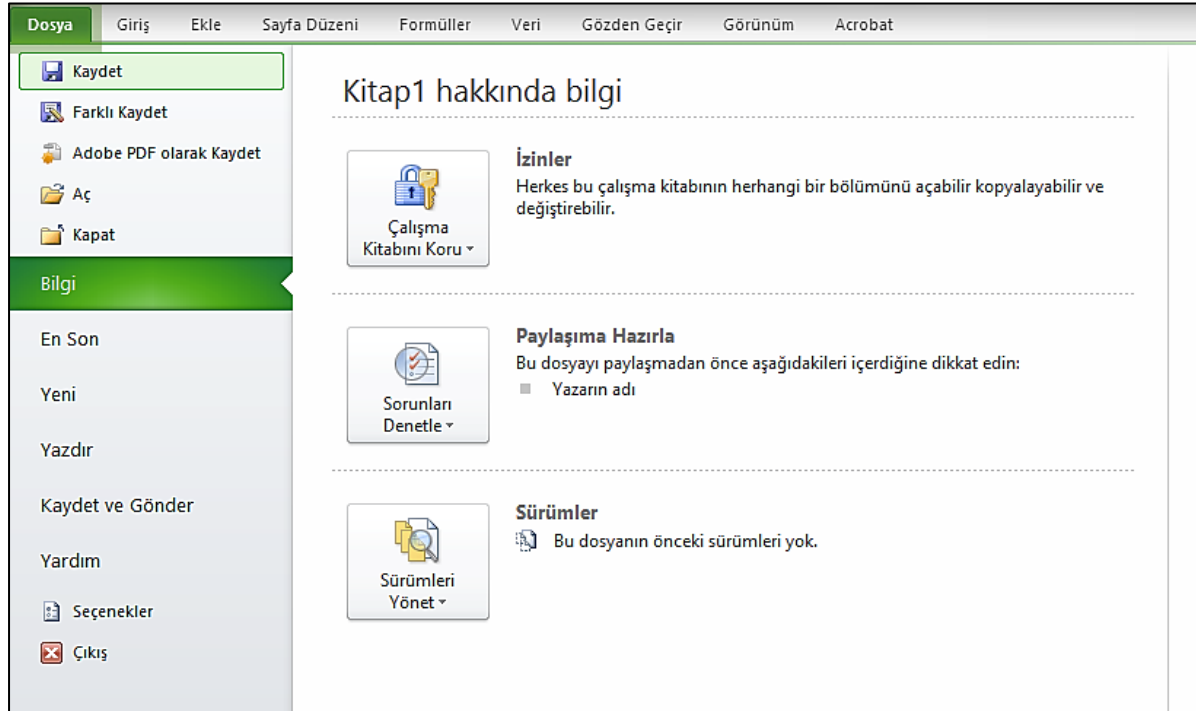 Dosya Giriş Ekle Sayfa Düzeni Formüller Veri Gözden Geçir Görünüm Acrobat
Kaydet
Farklı Kaydet
Adobe PDF olarak Kaydet
Aç
Kapat
Bilgi
En Son
Yeni
Yazdır
Kaydet ve Gönder
Yardım
Seçenekler
Çıkış
Kitap1 hakkında bilgi
Çalışma
Kitabını Koru
İzinler
Herkes bu çalışma kitabının herhangi bir bölümünü açabilir kopyalayabilir ve
değiştirebilir.
Sorunları
Denetle
Paylaşıma Hazırla
Bu dosyayı paylaşmadan önce aşağıdakileri içerdiğine dikkat edin:
Yazarın adı
Sürümleri
Yönet
Sürümler
Bu dosyanın önceki sürümleri yok.